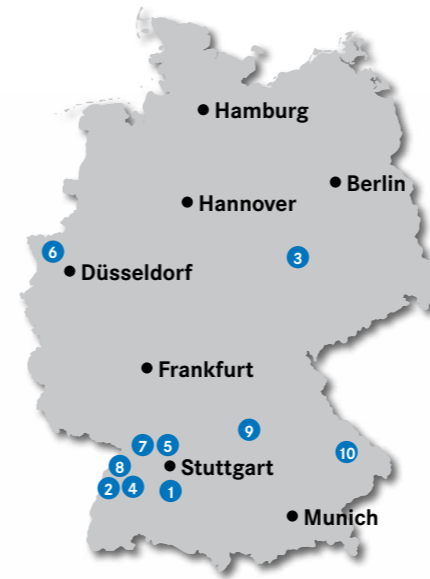 Hamburg
Berlin
Hannover
6
3
Düsseldorf
Frankfurt
9
7
5
10
8
Stuttgart
2
4
1
Munich